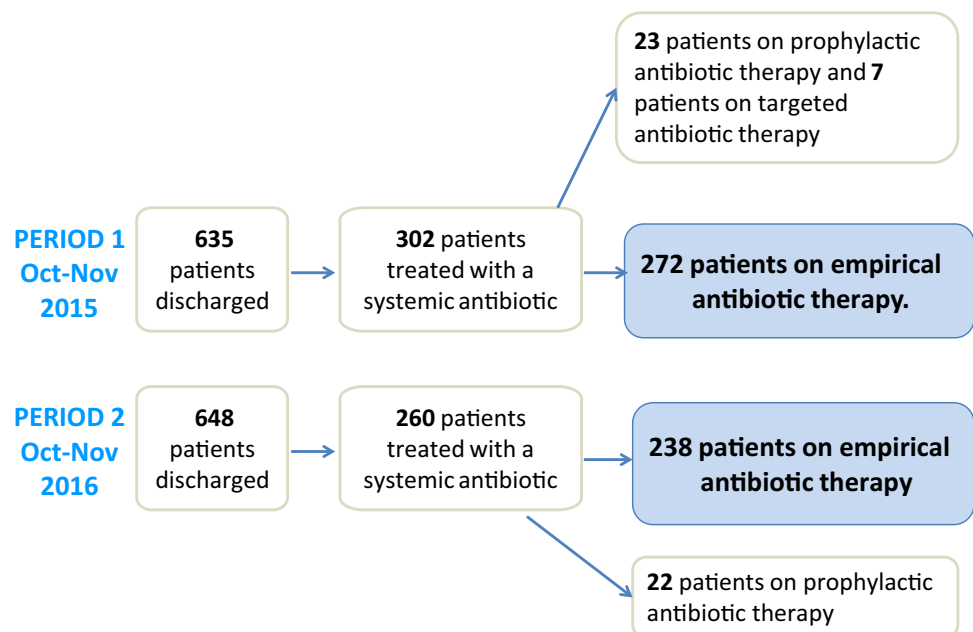 23 patients on prophylactic
antibiotic therapy and 7
patients on targeted
antibiotic therapy
PERIOD 1
Oct-Nov
2015
635
patients
discharged
302 patients
treated with a
systemic antibiotic
272 patients on empirical
antibiotic therapy.
PERIOD 2
Oct-Nov
2016
648
patients
discharged
260 patients
treated with a
systemic antibiotic
238 patients on empirical
antibiotic therapy
22 patients on prophylactic
antibiotic therapy